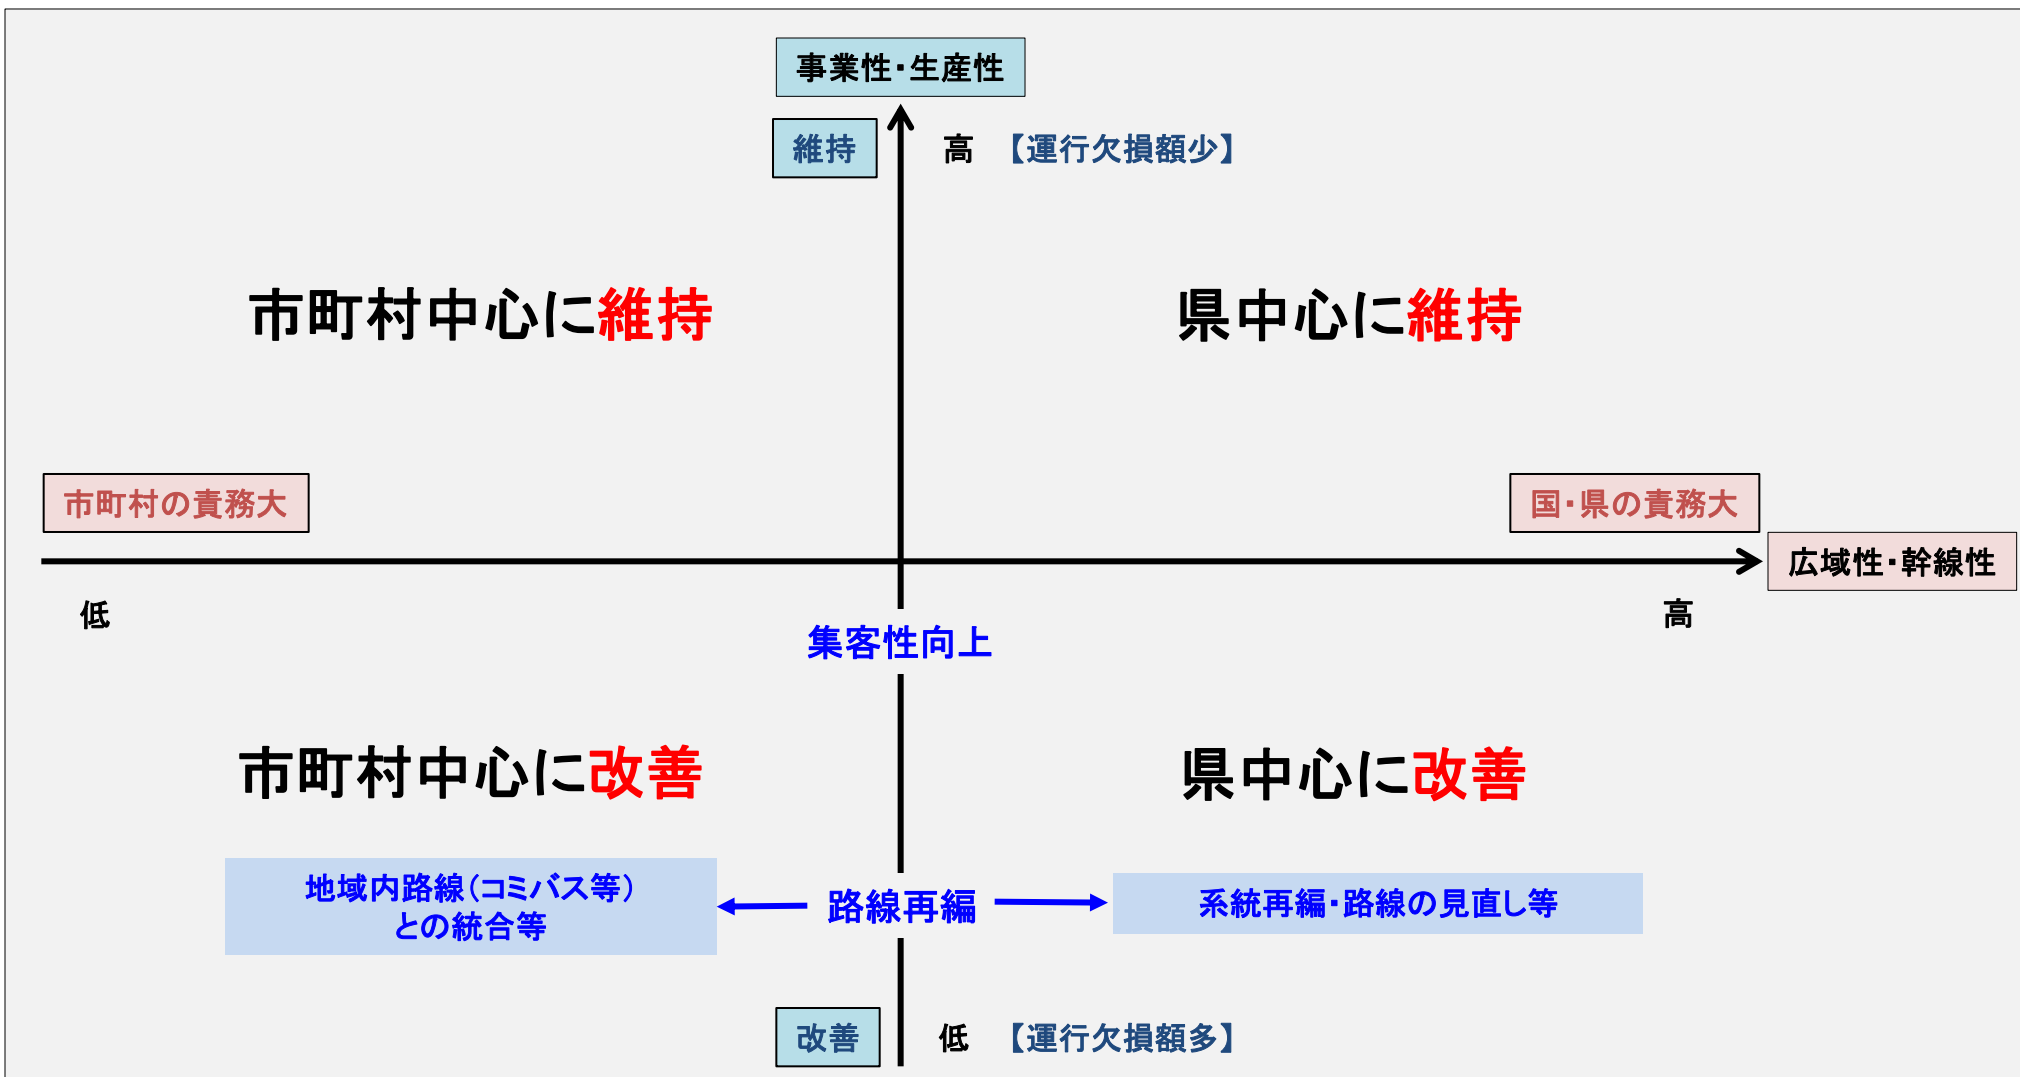 事業性・生産性
維持
高 【運行欠損額少】
市町村中心に維持
県中心に維持
市町村の責務大
国・県の責務大
広域性・幹線性
低
高
集客性向上
市町村中心に改善
県中心に改善
地域内路線(コミバス等)
との統合等
路線再編
系統再編・路線の見直し等
改善
低 【運行欠損額多】